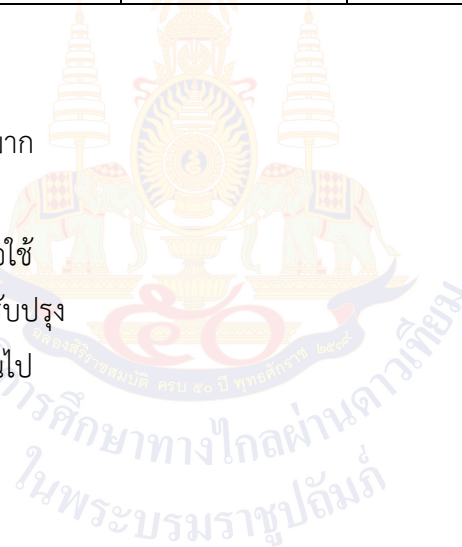 มาก
ใช้
รับปรุง
ไป
ฉลองสิริราชสมบัติ ครบ ๕๐ ปี พุทธศักราช ๒๕๓๙
๕๐
การศึกษาทางไกลผ่านดาวเทียม
ในพระบรมราชูปถัมภ์